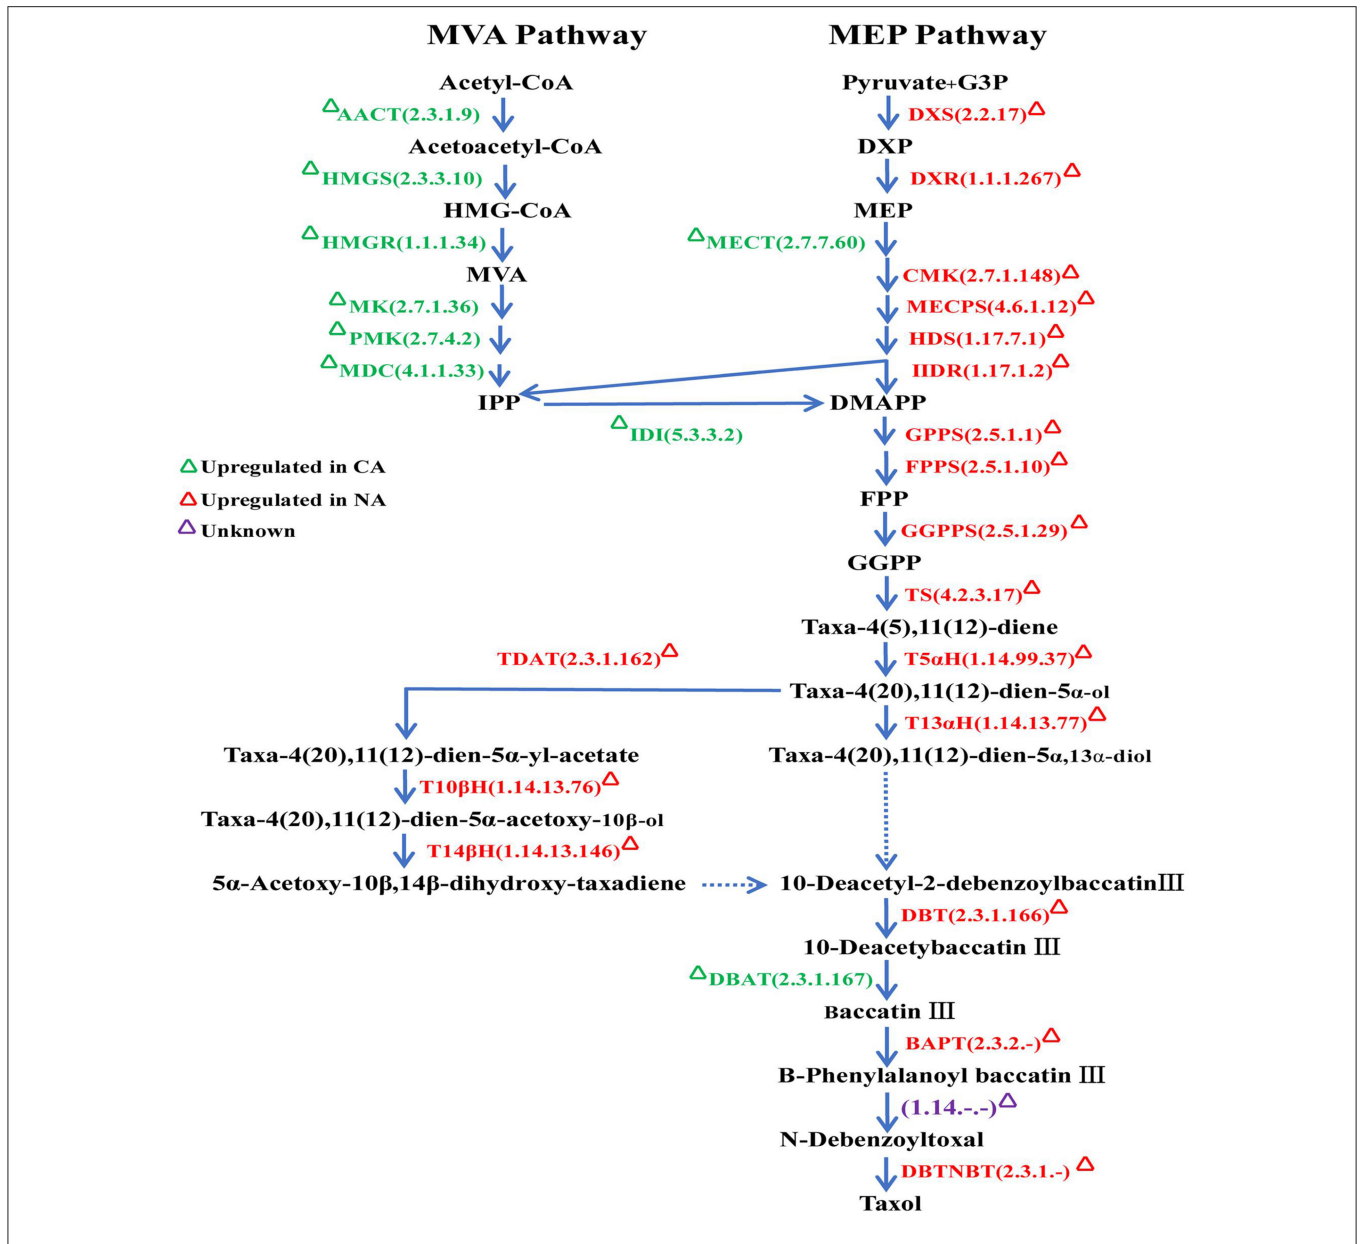 MVA Pathway
MEP Pathway
Acetyl-CoA
Pyruvate+G3P
AACT(2.3.1.9)
DXS(2.2.17)
Acetoacetyl-CoA
DXP
HMGS(2.3.3.10)
DXR(1.1.1.267)
HMG-CoA
MEP
HMGR(1.1.1.34)
MECT(2.7.7.60)
MVA
CMK(2.7.1.148)
MK(2.7.1.36)
MECPS(4.6.1.12)
PMK(2.7.4.2)
HDS(1.17.7.1)
MDC(4.1.1.33)
IIDR(1.17.1.2)
IPP
DMAPP
IDI(5.3.3.2)
GPPS(2.5.1.1)
Upregulated in CA
FPPS(2.5.1.10)
Upregulated in NA
FPP
Unknown
GGPPS(2.5.1.29)
GGPP
TS(4.2.3.17)
Taxa-4(5),11(12)-diene
TDAT(2.3.1.162)
T5αH(1.14.99.37)
Taxa-4(20),11(12)-dien-5α-ol
T13αH(1.14.13.77)
Taxa-4(20),11(12)-dien-5α-yl-acetate
Taxa-4(20),11(12)-dien-5α,13α-diol
T10βH(1.14.13.76)
Taxa-4(20),11(12)-dien-5α-acetoxy-10β-ol
T14βH(1.14.13.146)
5α-Acetoxy-10β,14β-dihydroxy-taxadiene
10-Deacetyl-2-debenzoylbaccatinⅢ
DBT(2.3.1.166)
10-Deacetybaccatin Ⅲ
DBAT(2.3.1.167)
Baccatin Ⅲ
BAPT(2.3.2.-)
B-Phenylalanoyl baccatin Ⅲ
(1.14.-.-)
N-Debenzoyltoxal
DBTNBT(2.3.1.-)
Taxol